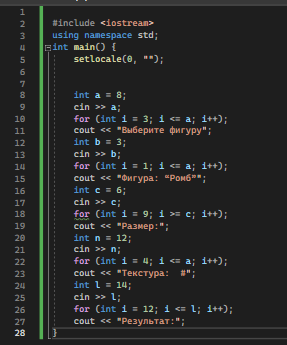 1
2 #include <iostream>
3 using namespace std;
4 int main() {
5 setlocale(0, "");
6
7
8 int a = 8;
9 cin >> a;
10 for (int i = 3; i <= a; i++);
11 cout << "Выберите фигуру";
12 int b = 3;
13 cin >> b;
14 for (int i = 1; i <= a; i++);
15 cout << "Фигура: “Ромб”";
16 int c = 6;
17 cin >> c;
18 for (int i = 9; i >= c; i++);
19 cout << "Размер:";
20 int n = 12;
21 cin >> n;
22 for (int i = 4; i <= a; i++);
23 cout << "Текстура:  #";
24 int l = 14;
25 cin >> l;
26 for (int i = 12; i <= l; i++);
27 cout << "Результат:";
28 }